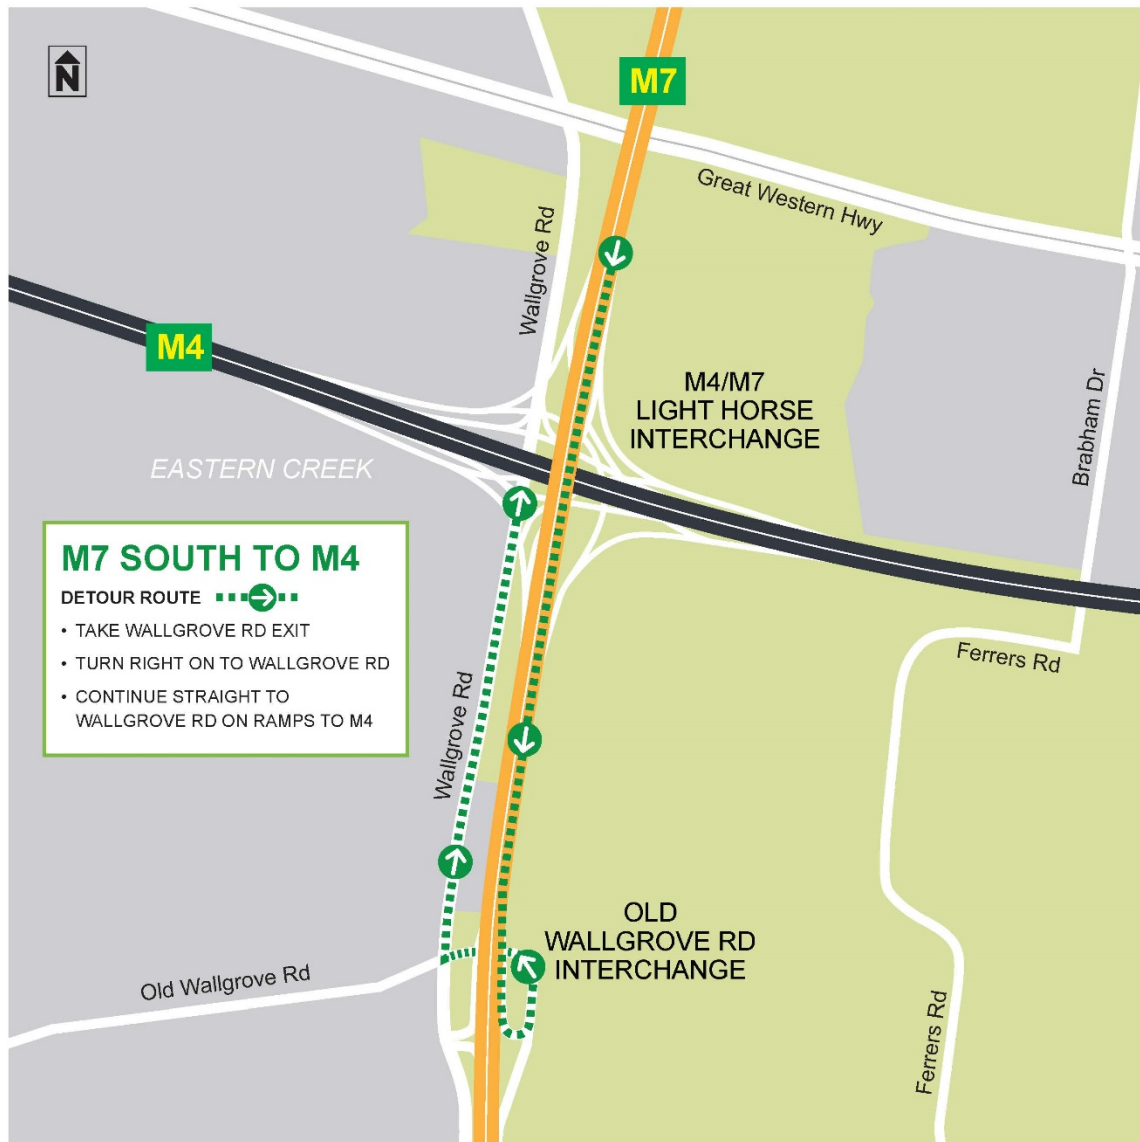 N
M7
Great Western Hwy
Wallgrove Rd
M4
M4/M7
LIGHT HORSE
INTERCHANGE
Brabham Dr
EASTERN CREEK
M7 SOUTH TO M4
DETOUR ROUTE
• TAKE WALLGROVE RD EXIT
• TURN RIGHT ON TO WALLGROVE RD
• CONTINUE STRAIGHT TO
WALLGROVE RD ON RAMPS TO M4
Ferrers Rd
Wallgrove Rd
OLD
WALLGROVE RD
INTERCHANGE
Old Wallgrove Rd
Ferrers Rd